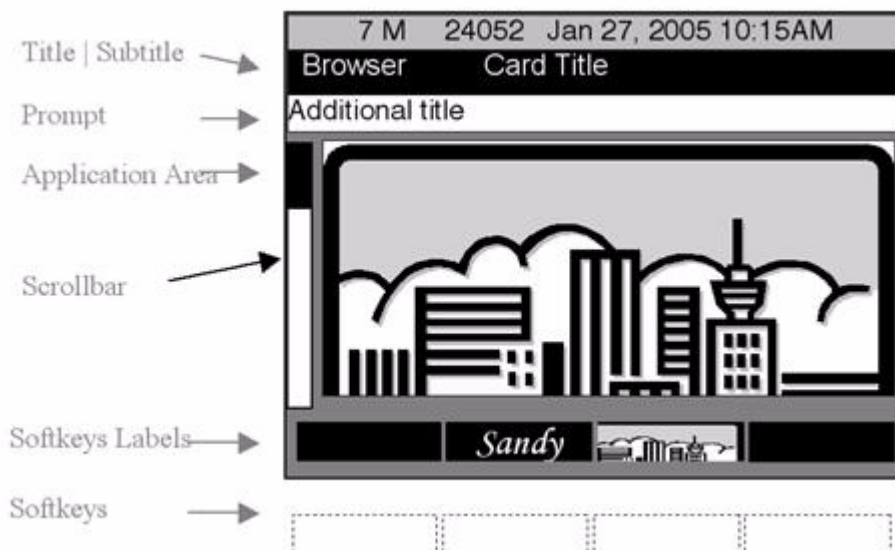 7 M 24052 Jan 27, 2005 10:15AM
Title | Subtitle
Browser Card Title
Prompt
Additional title
Application Area
Scrollbar
Softkeys Labels
Sandy
Softkeys